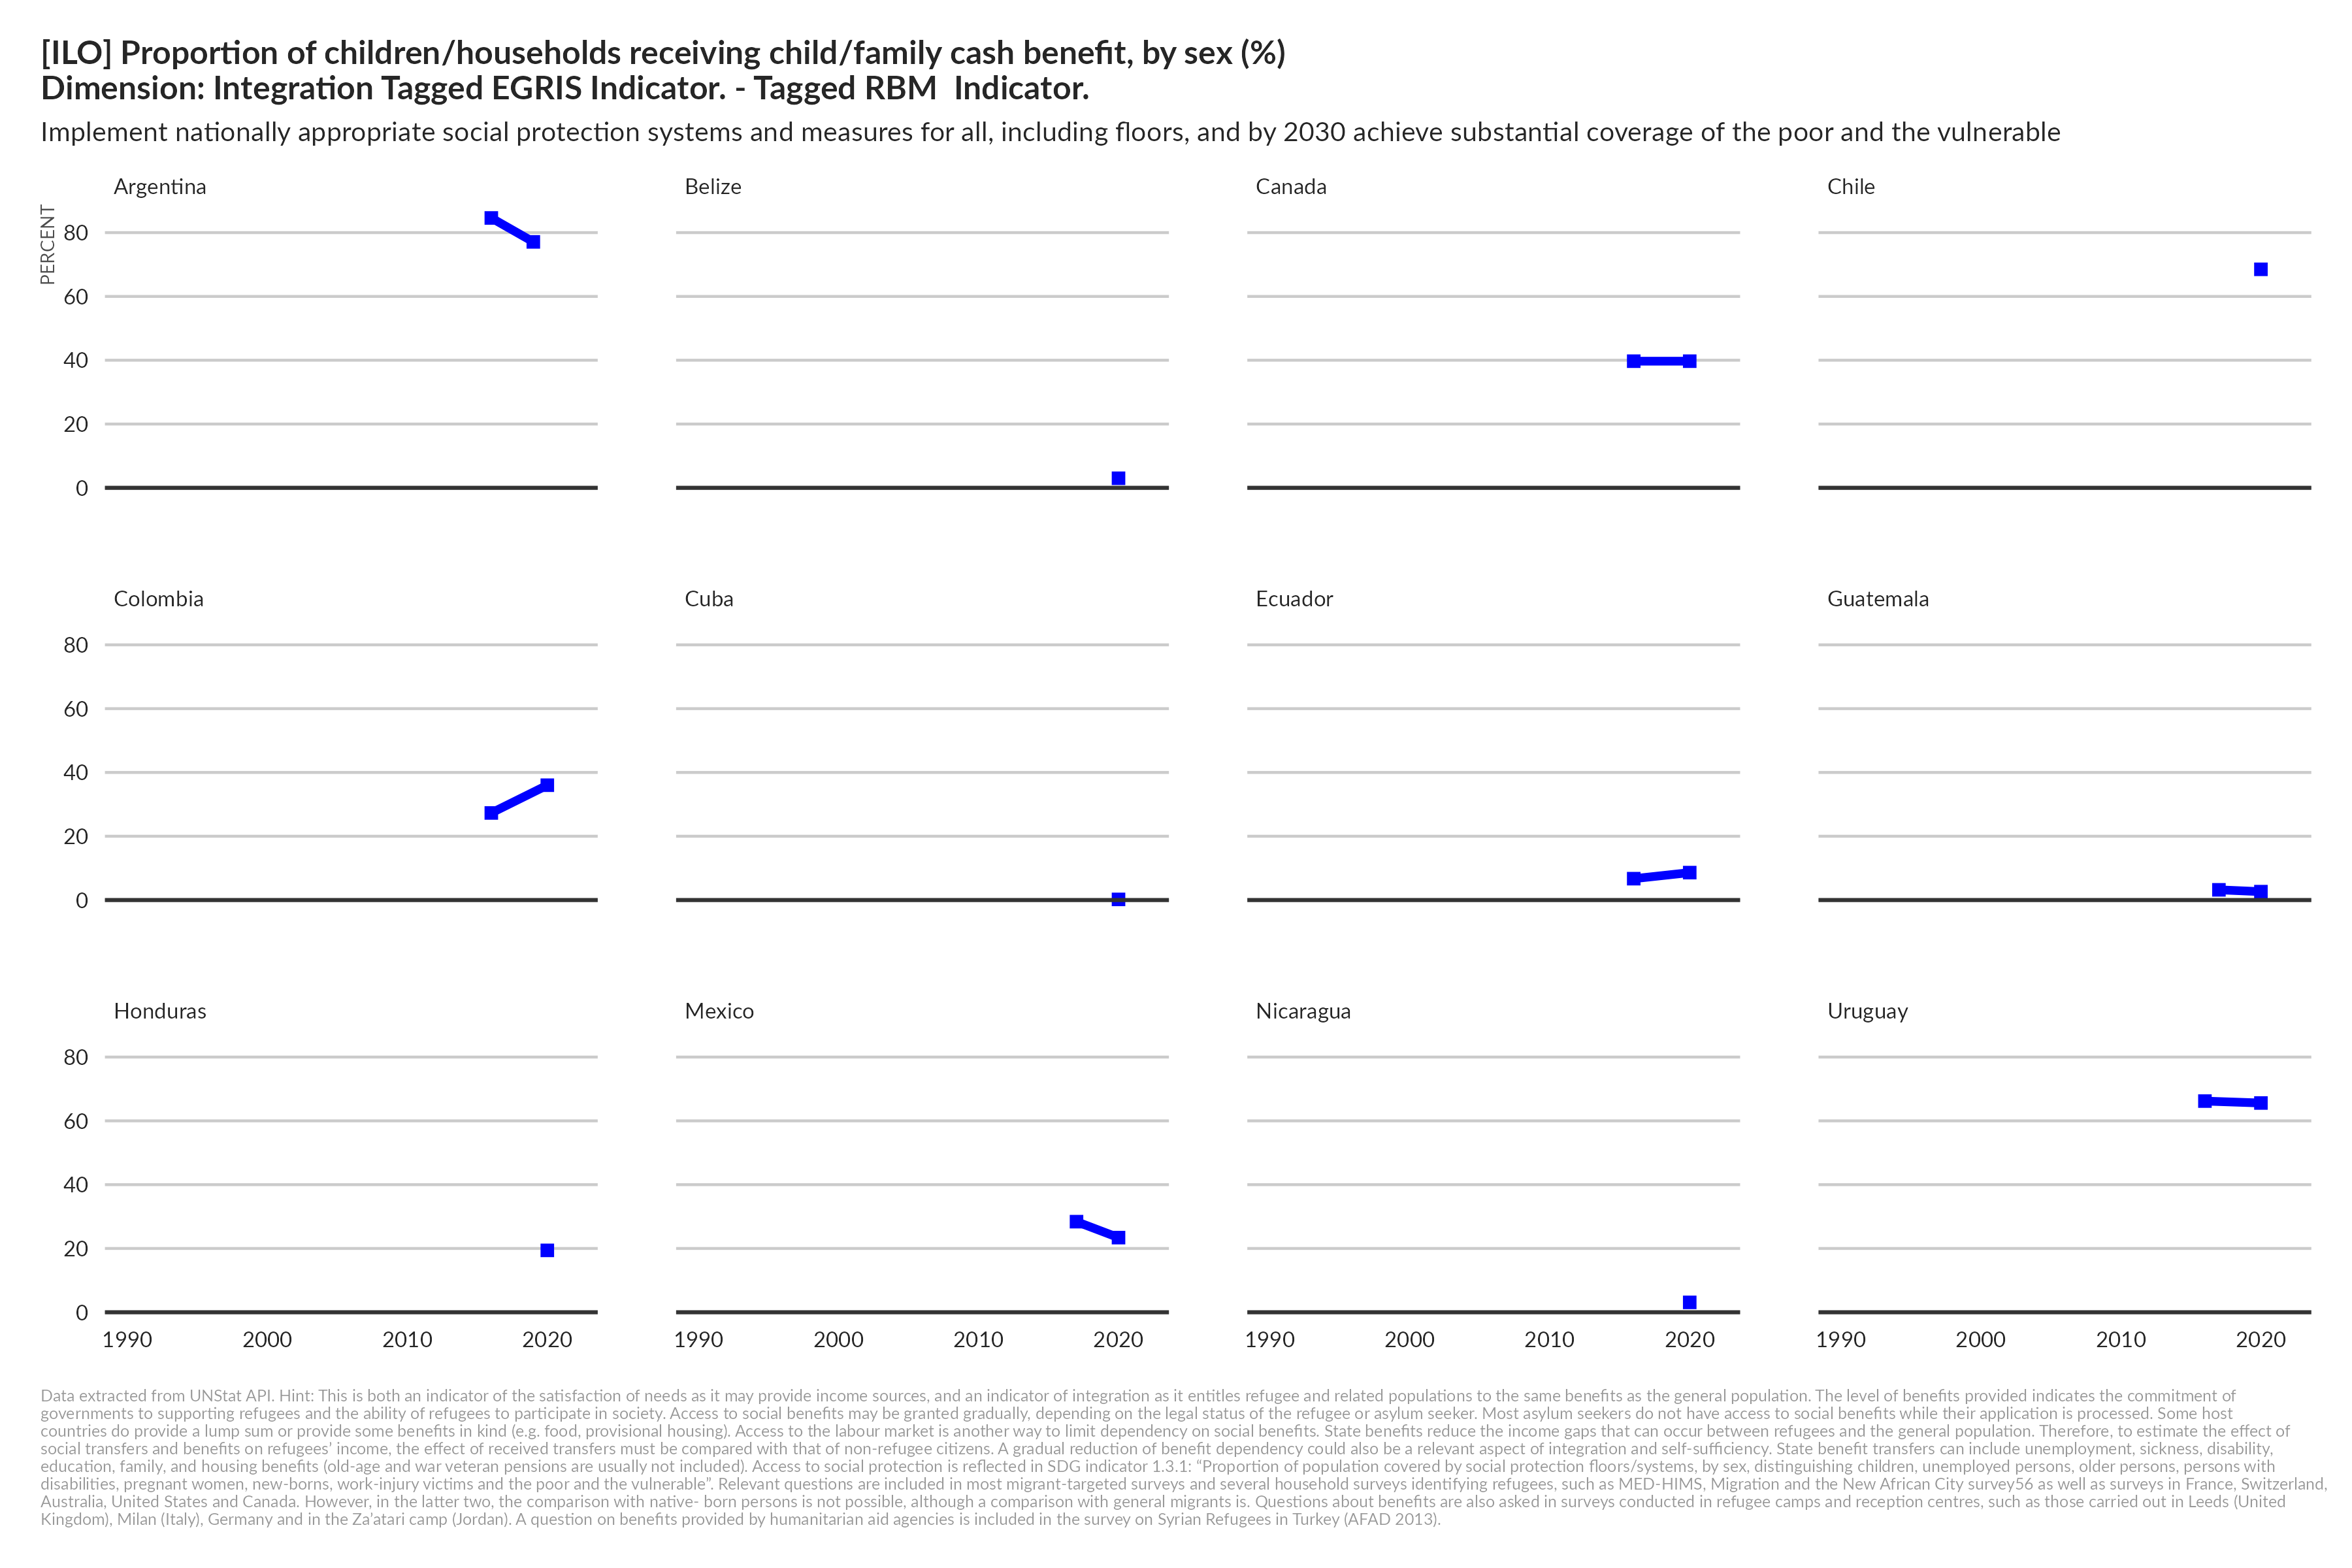 [ILO] Proportion of children/households receiving child/family cash benefit, by sex (%)
Dimension: Integration Tagged EGRIS Indicator. - Tagged RBM  Indicator.
Implement nationally appropriate social protection systems and measures for all, including floors, and by 2030 achieve substantial coverage of the poor and the vulnerable
Argentina Belize Canada Chile
PERCENT
80
60
40
20
0
Colombia Cuba Ecuador Guatemala
80
60
40
20
0
Honduras Mexico Nicaragua Uruguay
80
60
40
20
0
1990 2000 2010 2020 1990 2000 2010 2020 1990 2000 2010 2020 1990 2000 2010 2020
Data extracted from UNStat API. Hint: This is both an indicator of the satisfaction of needs as it may provide income sources, and an indicator of integration as it entitles refugee and related populations to the same benefits as the general population. The level of benefits provided indicates the commitment of
governments to supporting refugees and the ability of refugees to participate in society. Access to social benefits may be granted gradually, depending on the legal status of the refugee or asylum seeker. Most asylum seekers do not have access to social benefits while their application is processed. Some host
countries do provide a lump sum or provide some benefits in kind (e.g. food, provisional housing). Access to the labour market is another way to limit dependency on social benefits. State benefits reduce the income gaps that can occur between refugees and the general population. Therefore, to estimate the effect of
social transfers and benefits on refugees' income, the effect of received transfers must be compared with that of non-refugee citizens. A gradual reduction of benefit dependency could also be a relevant aspect of integration and self-sufficiency. State benefit transfers can include unemployment, sickness, disability,
education, family, and housing benefits (old-age and war veteran pensions are usually not included). Access to social protection is reflected in SDG indicator 1.3.1: “Proportion of population covered by social protection floors/systems, by sex, distinguishing children, unemployed persons, older persons, persons with
disabilities, pregnant women, new-borns, work-injury victims and the poor and the vulnerable”. Relevant questions are included in most migrant-targeted surveys and several household surveys identifying refugees, such as MED-HIMS, Migration and the New African City survey56 as well as surveys in France, Switzerland,
Australia, United States and Canada. However, in the latter two, the comparison with native- born persons is not possible, although a comparison with general migrants is. Questions about benefits are also asked in surveys conducted in refugee camps and reception centres, such as those carried out in Leeds (United
Kingdom), Milan (Italy), Germany and in the Za'atari camp (Jordan). A question on benefits provided by humanitarian aid agencies is included in the survey on Syrian Refugees in Turkey (AFAD 2013).